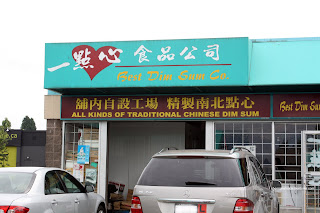 一點心 食品公司
Best Dim Sum Co.
舖內自設工場 精製南北點心
ALL KINDS OF TRADITIONAL CHINESE DIM SUM
Best Dim Su